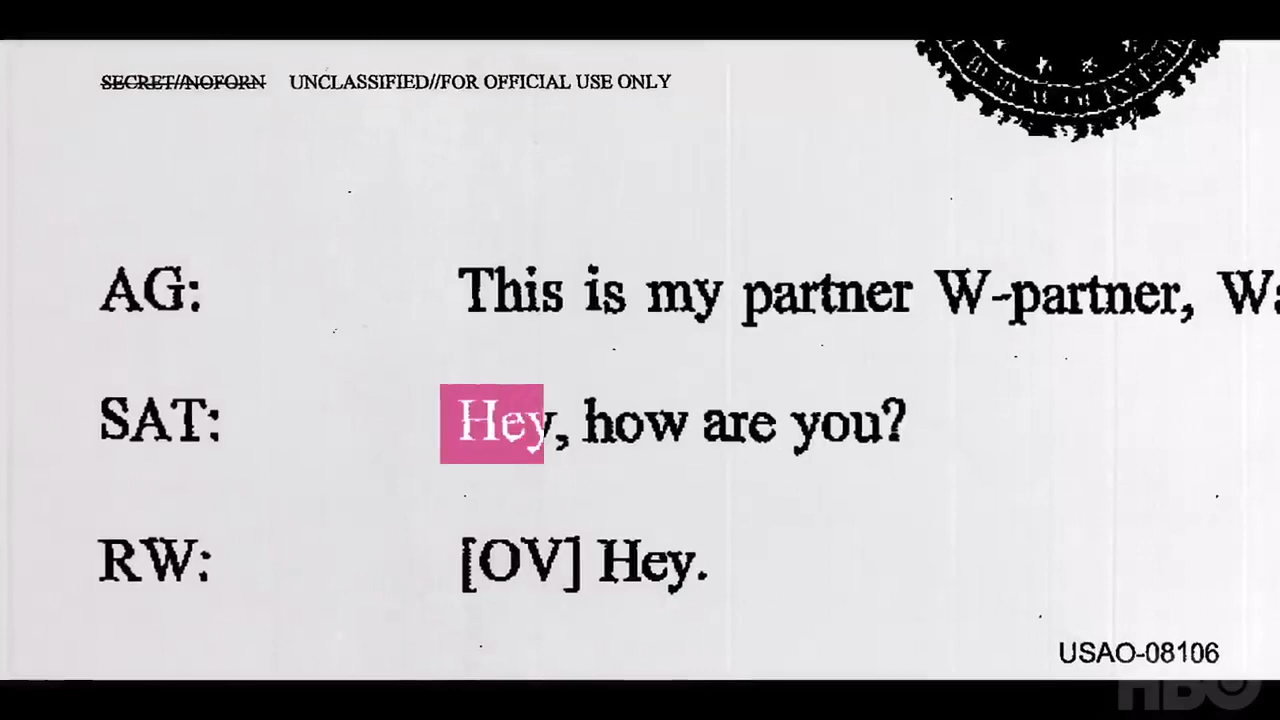 SECRET//NOFORN UNCLASSIFIED//FOR OFFICIAL USE ONLY
AG: This is my partner W-partner,
SAT: Hey, how are you?
RW: [OV] Hey.
USAO-08106
HBO